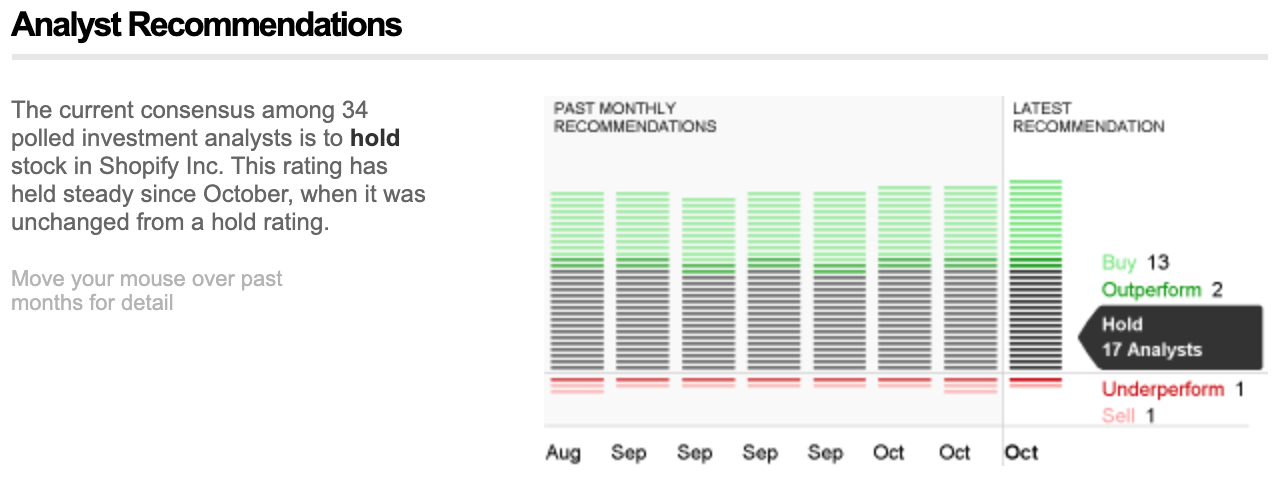 Analyst Recommendations
The current consensus among 34
polled investment analysts is to hold
stock in Shopify Inc. This rating has
held steady since October, when it was
unchanged from a hold rating.
Move your mouse over past
months for detail
PAST MONTHLY
RECOMMENDATIONS
LATEST
RECOMMENDATION
Buy 13
Outperform 2
Hold
17 Analysts
Underperform 1
Sell 1
Aug Sep Sep Sep Sep Oct Oct Oct